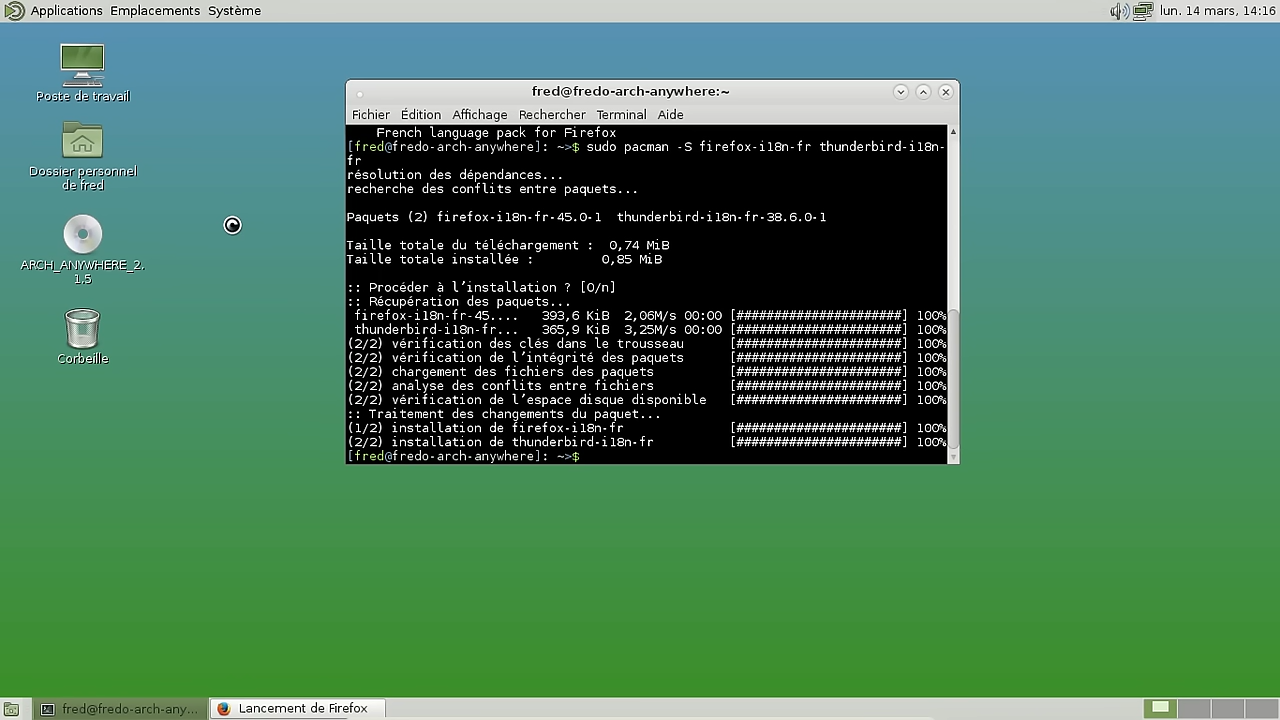 Applications Emplacements Système
lun. 14 mars, 14:16
Poste de travail
Dossier personnel
de fred
ARCH_ANYWHERE_2.
1.5
Corbeille
fred@fredo-arch-anywhere:~
Fichier Édition Affichage Rechercher Terminal Aide
French language pack for Firefox
[fred@fredo-arch-anywhere]: ~>$ sudo pacman -S firefox-i18n-fr thunderbird-i18n-
fr
résolution des dépendances...
recherche des conflits entre paquets...
Paquets (2) firefox-i18n-fr-45.0-1  thunderbird-i18n-fr-38.6.0-1
Taille totale du téléchargement :  0,74 MiB
Taille totale installée :         0,85 MiB
:: Procéder à l’installation ? [O/n]
:: Récupération des paquets...
firefox-i18n-fr-45....   393,6 KiB  2,06M/s 00:00 [######################] 100%
thunderbird-i18n-fr...   365,9 KiB  3,25M/s 00:00 [######################] 100%
(2/2) vérification des clés dans le trousseau      [######################] 100%
(2/2) vérification de l’intégrité des paquets      [######################] 100%
(2/2) chargement des fichiers des paquets          [######################] 100%
(2/2) analyse des conflits entre fichiers          [######################] 100%
(2/2) vérification de l’espace disque disponible   [######################] 100%
:: Traitement des changements du paquet...
(1/2) installation de firefox-i18n-fr              [######################] 100%
(2/2) installation de thunderbird-i18n-fr          [######################] 100%
[fred@fredo-arch-anywhere]: ~>$
fred@fredo-arch-any...
Lancement de Firefox